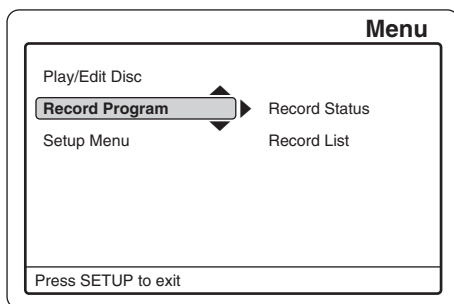 Menu
Play/Edit Disc
Record Program
Record Status
Setup Menu
Record List
Press SETUP to exit